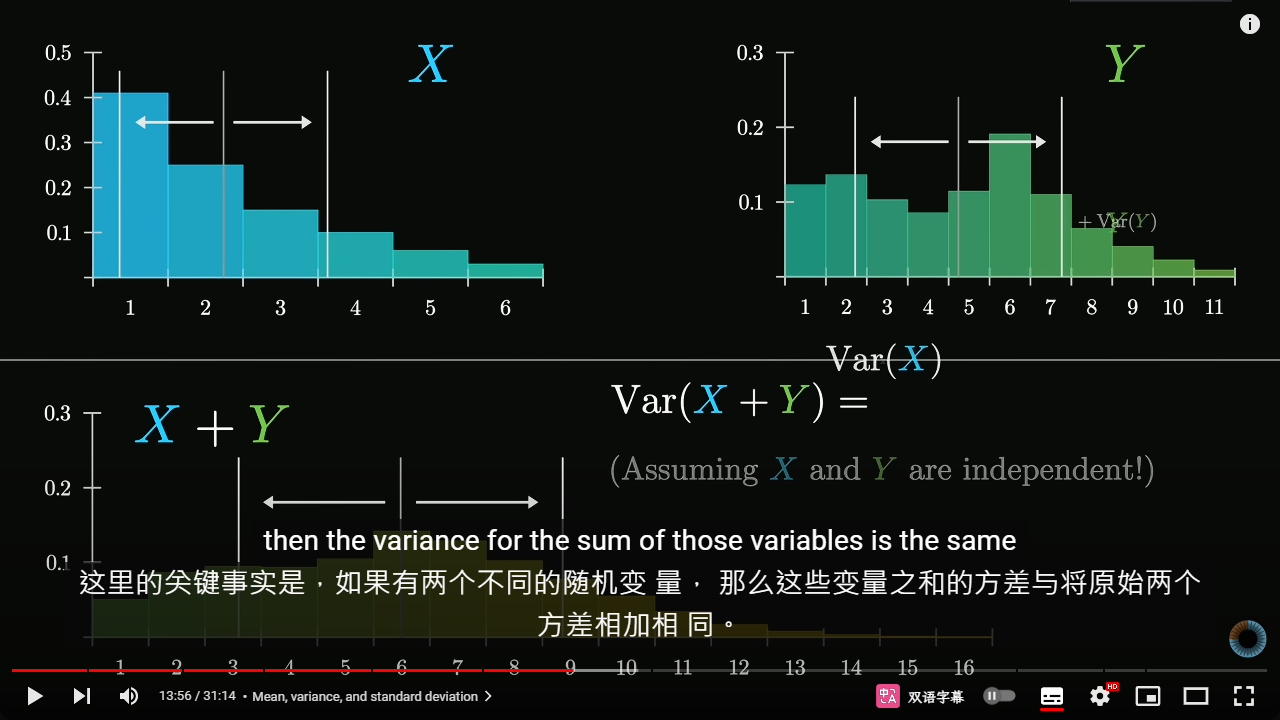 0.5
X
0.4
0.3
0.2
0.1
1 2 3 4 5 6
0.3
Y
0.2
0.1
+ Var(Y)
Y
1 2 3 4 5 6 7 8 9 10 11
Var(X)
Var(X + Y) =
(Assuming X and Y are independent!)
0.3
X + Y
0.2
0.1
then the variance for the sum of those variables is the same
这里的关键事实是，如果有两个不同的随机变 量， 那么这些变量之和的方差与将原始两个
方差相加相 同。
1 2 3 4 5 6 7 8 9 10 11 12 13 14 15 16
13:56 / 31:14 • Mean, variance, and standard deviation
双语字幕
HD